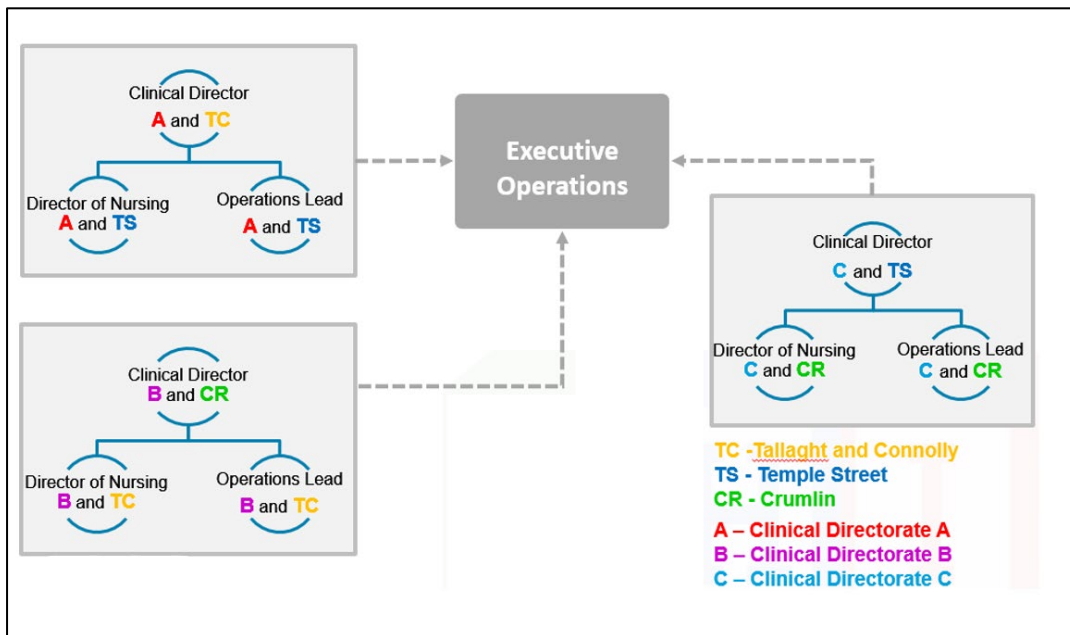 Clinical Director
A and TC
Director of Nursing
A and TS
Operations Lead
A and TS
Executive
Operations
Clinical Director
B and CR
Director of Nursing
B and TC
Operations Lead
B and TC
Clinical Director
C and TS
Director of Nursing
C and CR
Operations Lead
C and CR
TC -Tallaght and Connolly
TS - Temple Street
CR - Crumlin
A – Clinical Directorate A
B – Clinical Directorate B
C – Clinical Directorate C